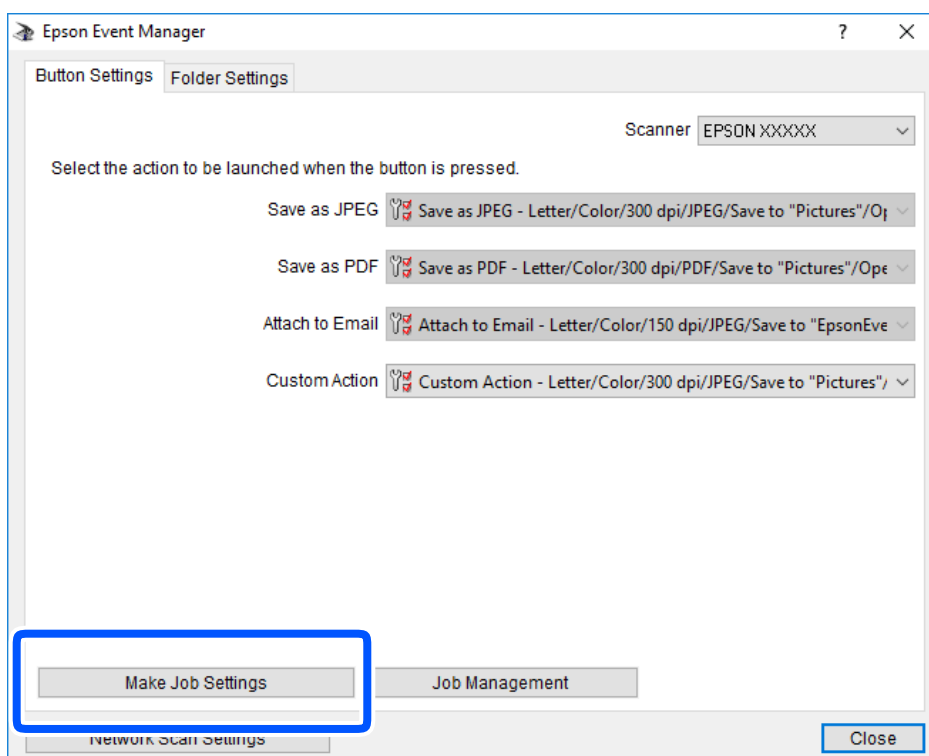 Epson Event Manager
Button Settings Folder Settings
Scanner EPSON XXXXX
Select the action to be launched when the button is pressed.
Save as JPEG Save as JPEG - Letter/Color/300 dpi/JPEG/Save to "Pictures"/Op
Save as PDF Save as PDF - Letter/Color/300 dpi/PDF/Save to "Pictures"/Ope
Attach to Email Attach to Email - Letter/Color/150 dpi/JPEG/Save to "EpsonEve
Custom Action Custom Action - Letter/Color/300 dpi/JPEG/Save to "Pictures"/
Make Job Settings Job Management
Network Scan Settings Close